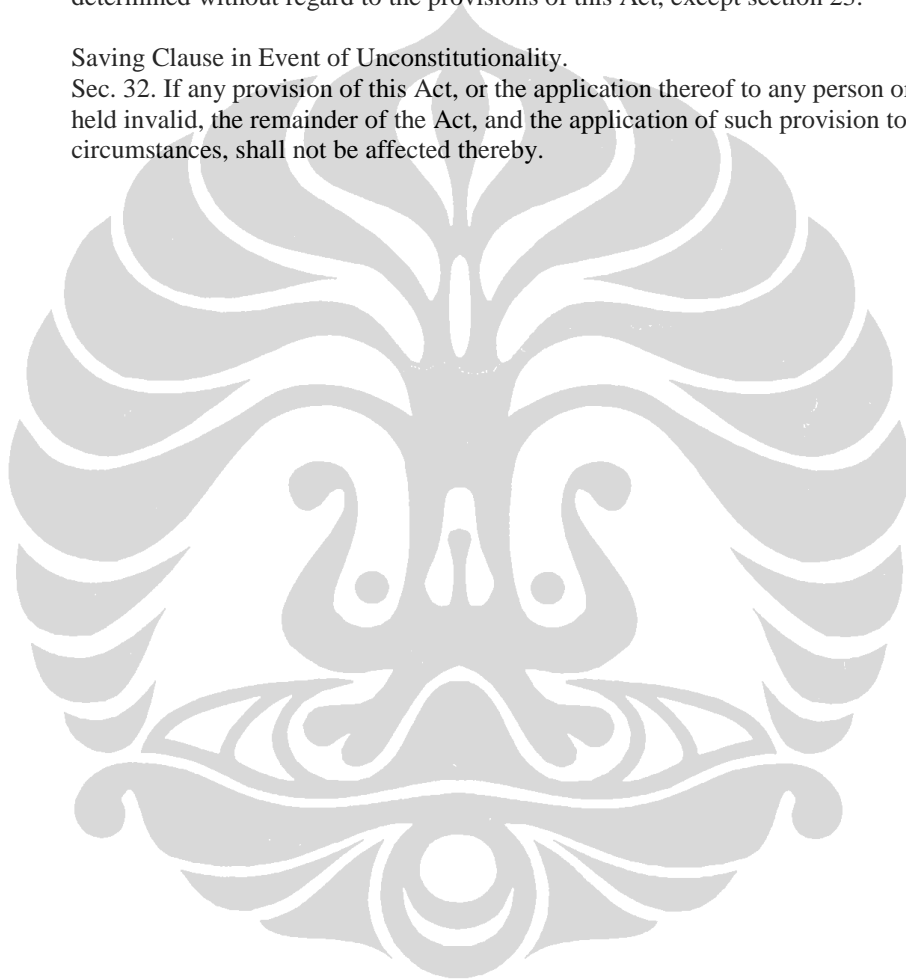 determined without regard to the provisions of this Act, except section 25.
Saving Clause in Event of Unconstitutionality.
Sec. 32. If any provision of this Act, or the application thereof to any person or
held invalid, the remainder of the Act, and the application of such provision to
circumstances, shall not be affected thereby.